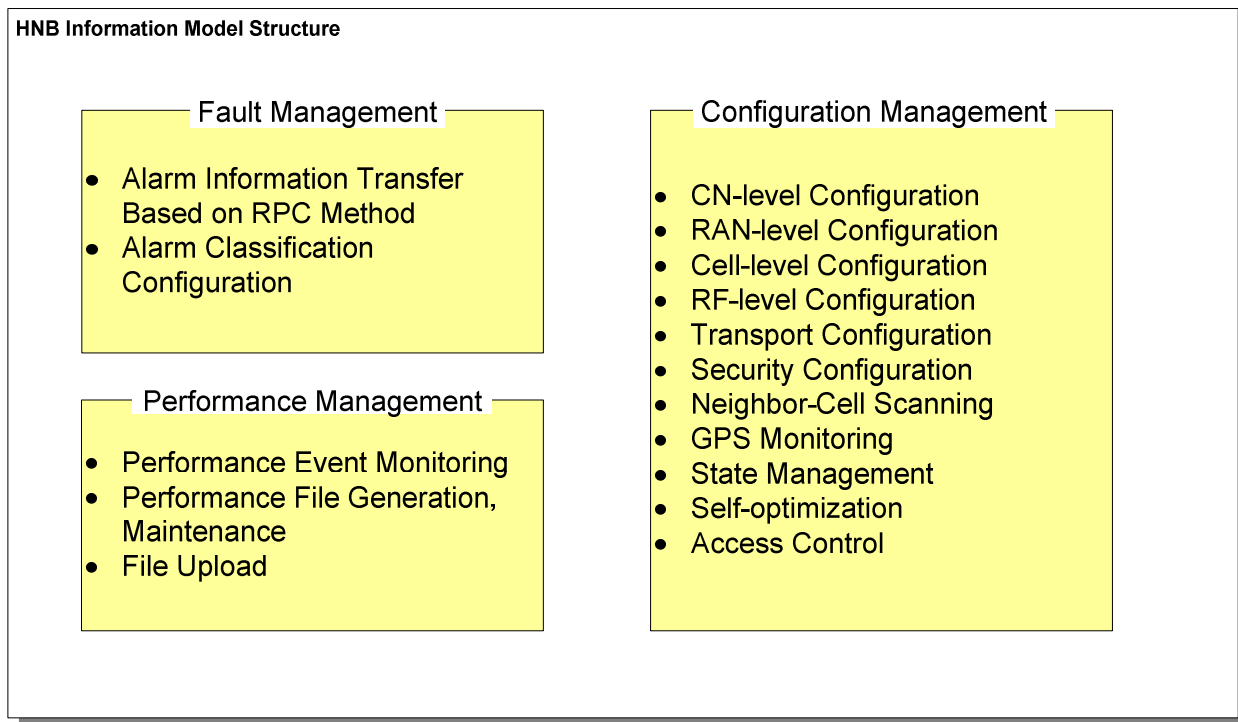 HNB Information Model Structure
Fault Management
• Alarm Information Transfer
Based on RPC Method
• Alarm Classification
Configuration
Performance Management
• Performance Event Monitoring
• Performance File Generation,
Maintenance
• File Upload
Configuration Management
• CN-level Configuration
• RAN-level Configuration
• Cell-level Configuration
• RF-level Configuration
• Transport Configuration
• Security Configuration
• Neighbor-Cell Scanning
• GPS Monitoring
• State Management
• Self-optimization
• Access Control